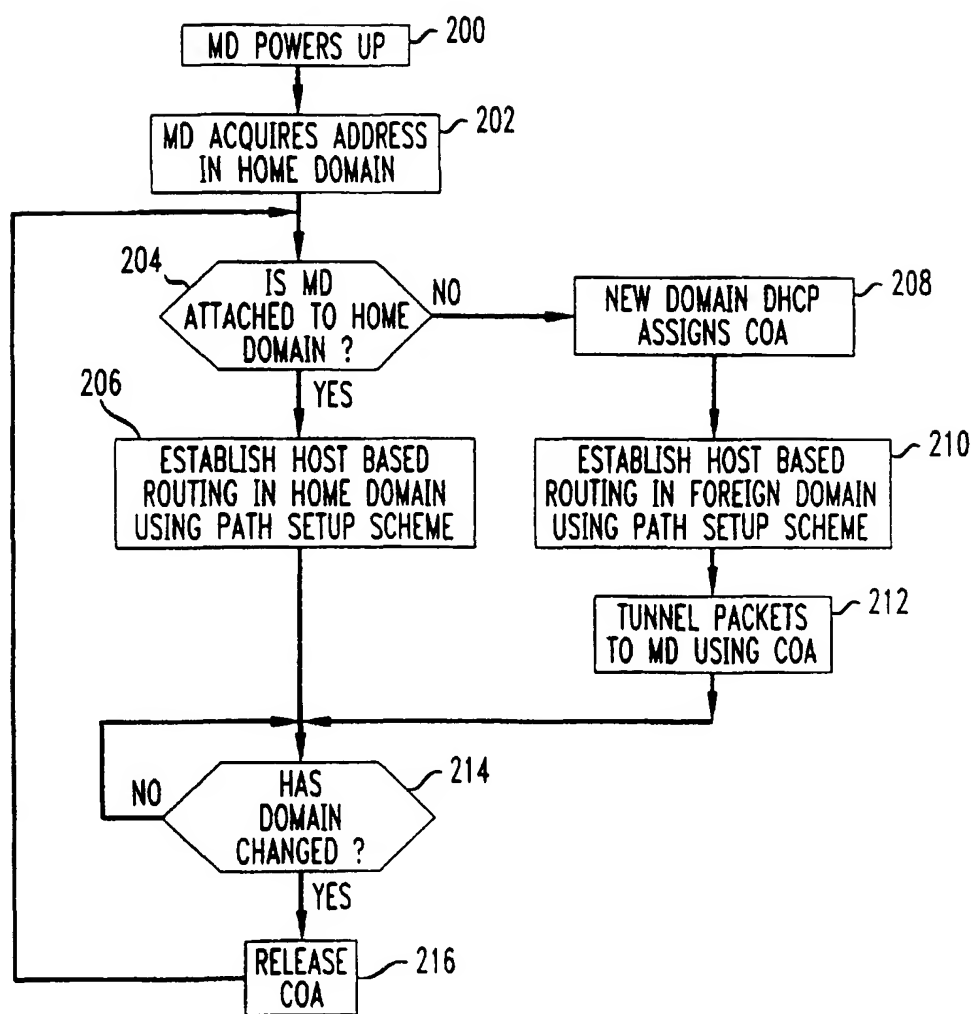 MD POWERS UP
200
MD ACQUIRES ADDRESS
IN HOME DOMAIN
202
204
IS MD
ATTACHED TO HOME
DOMAIN ?
NO
YES
NEW DOMAIN DHCP
ASSIGNS COA
208
206
ESTABLISH HOST BASED
ROUTING IN HOME DOMAIN
USING PATH SETUP SCHEME
ESTABLISH HOST BASED
ROUTING IN FOREIGN DOMAIN
USING PATH SETUP SCHEME
210
TUNNEL PACKETS
TO MD USING COA
212
HAS
DOMAIN
CHANGED ?
214
NO
YES
RELEASE
COA
216